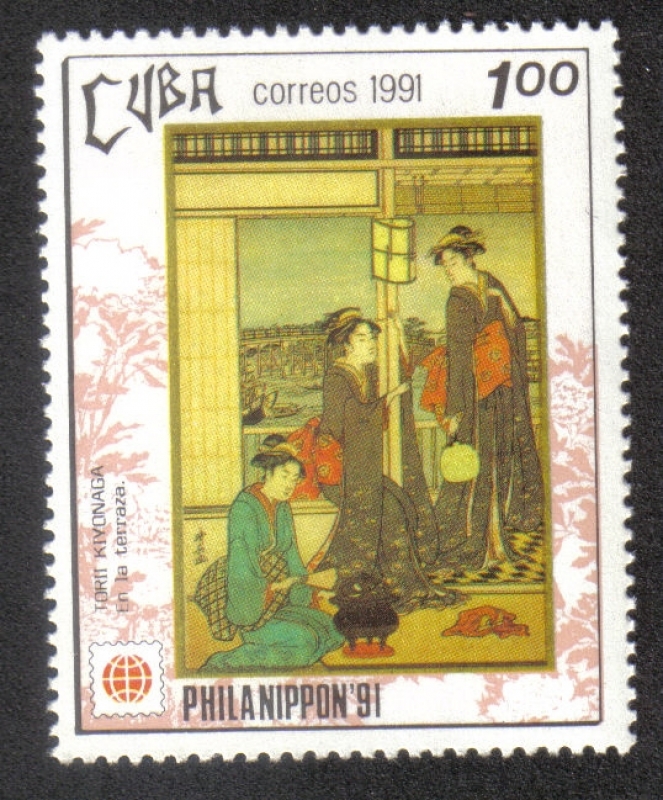 CUBA correos 1991 1.00
TORII KIYONAGA
En la terraza.
PHILANIPPON'91